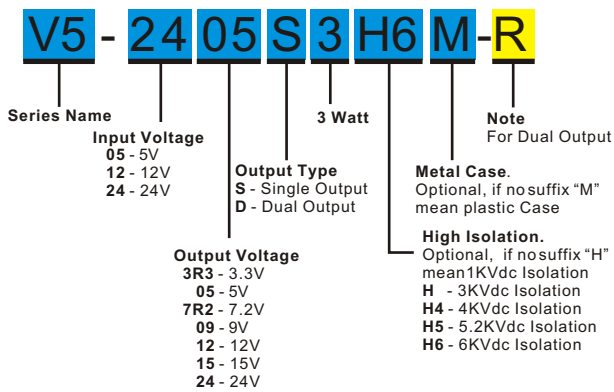 V5-2405S3H6M-R
Series Name
Input Voltage
05 - 5V
12 - 12V
24 - 24V
Output Voltage
3R3 - 3.3V
05 - 5V
7R2 - 7.2V
09 - 9V
12 - 12V
15 - 15V
24 - 24V
Output Type
S - Single Output
D - Dual Output
3 Watt
High Isolation.
Optional, if no suffix “H”
mean1KVdc Isolation
H - 3KVdc Isolation
H4 - 4KVdc Isolation
H5 - 5.2KVdc Isolation
H6 - 6KVdc Isolation
Metal Case.
Optional, if no suffix “M”
mean plastic Case
Note
For Dual Output